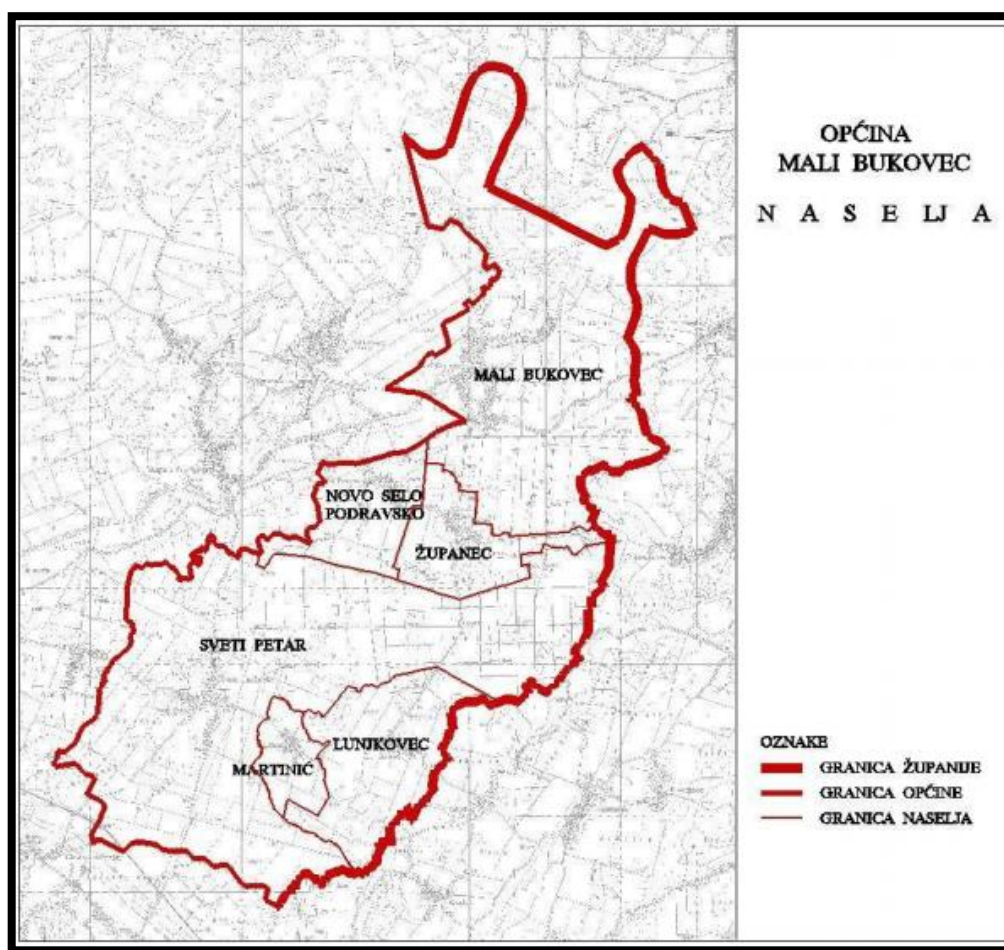 OPĆINA
MALI BUKOVEC
N A S E LJ A
MALI BUKOVEC
NOVO SELO
PODRAVSKO
ŽUPANEC
SVETI PETAR
LUNJKOVEC
MARTINIĆ
OZNAKE
GRANICA ŽUPANIJE
GRANICA OPĆINE
GRANICA NASELJA